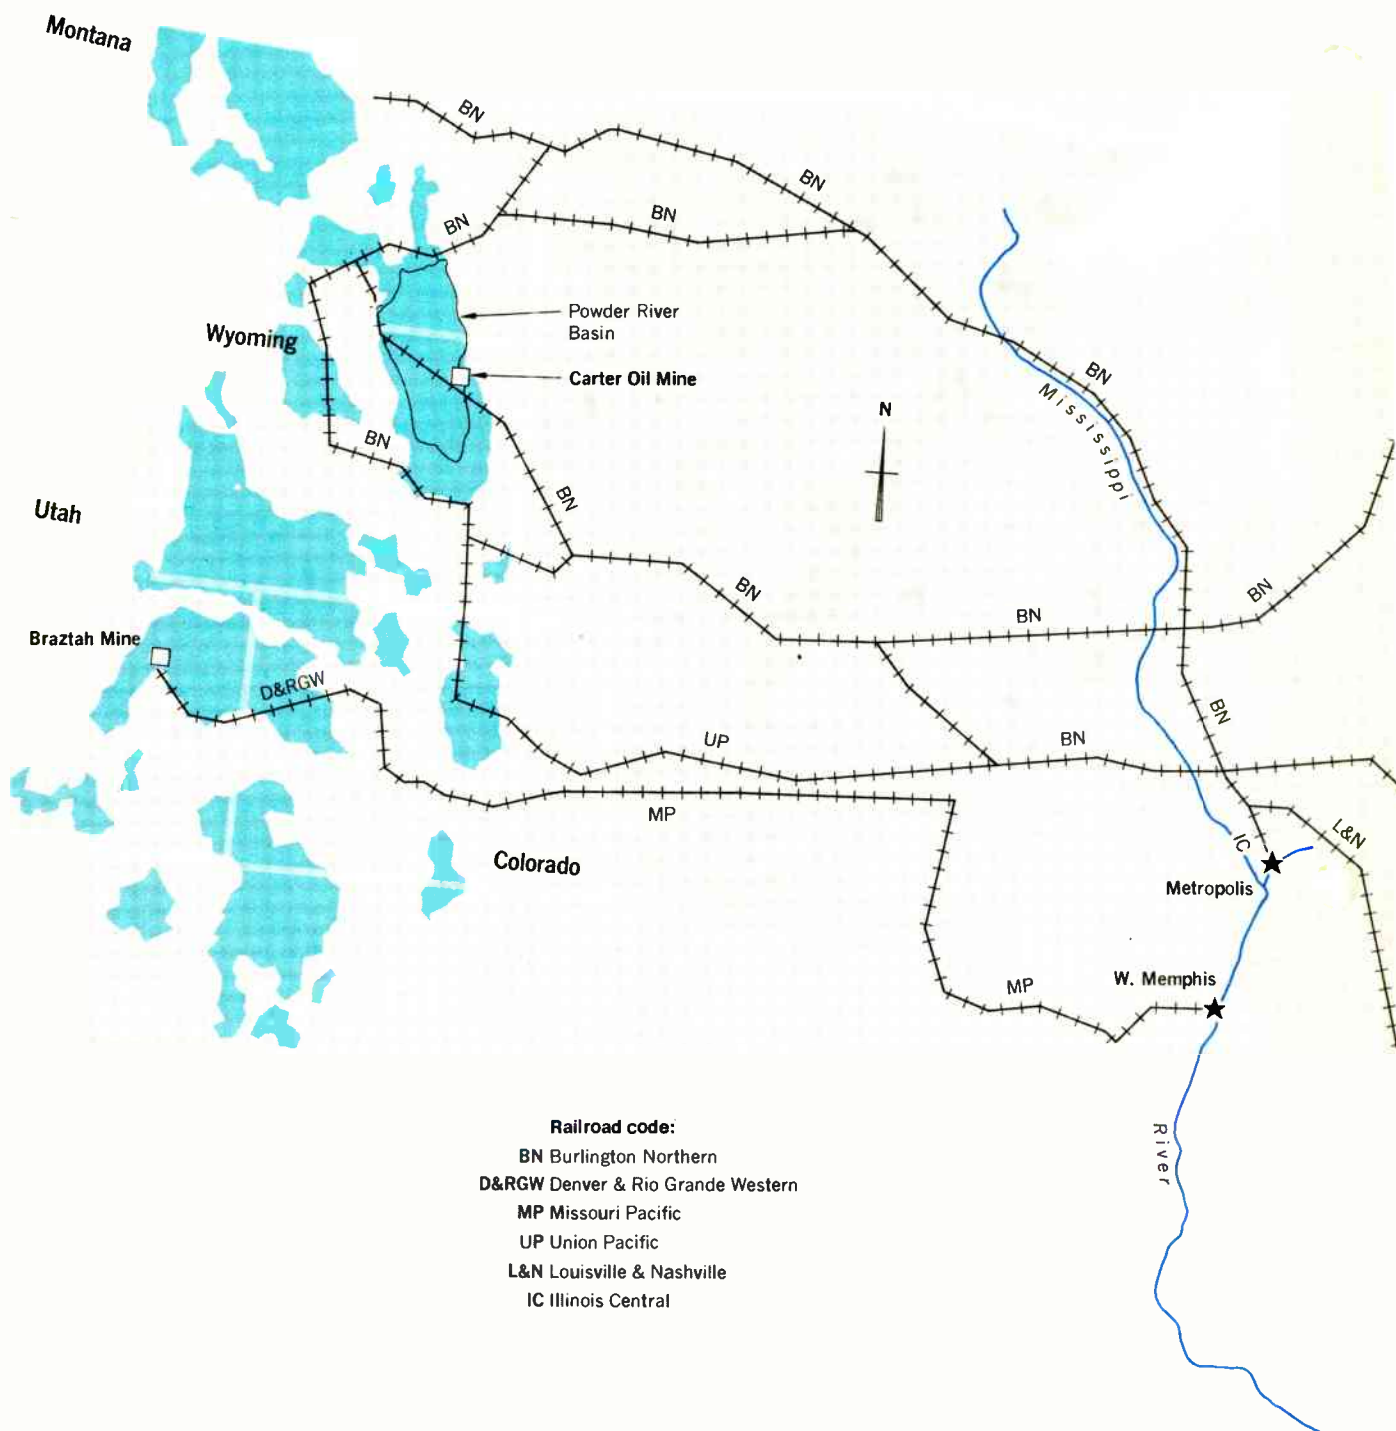 Montana
BN
BN
BN
BN
Powder River
Basin
Wyoming
Carter Oil Mine
BN
N
Mississippi
BN
Utah
BN
BN
BN
BN
Braztah Mine
D&RGW
BN
UP
BN
MP
IC
L&N
Colorado
Metropolis
W. Memphis
MP
River
Railroad code:
BN Burlington Northern
D&RGW Denver & Rio Grande Western
MP Missouri Pacific
UP Union Pacific
L&N Louisville & Nashville
IC Illinois Central